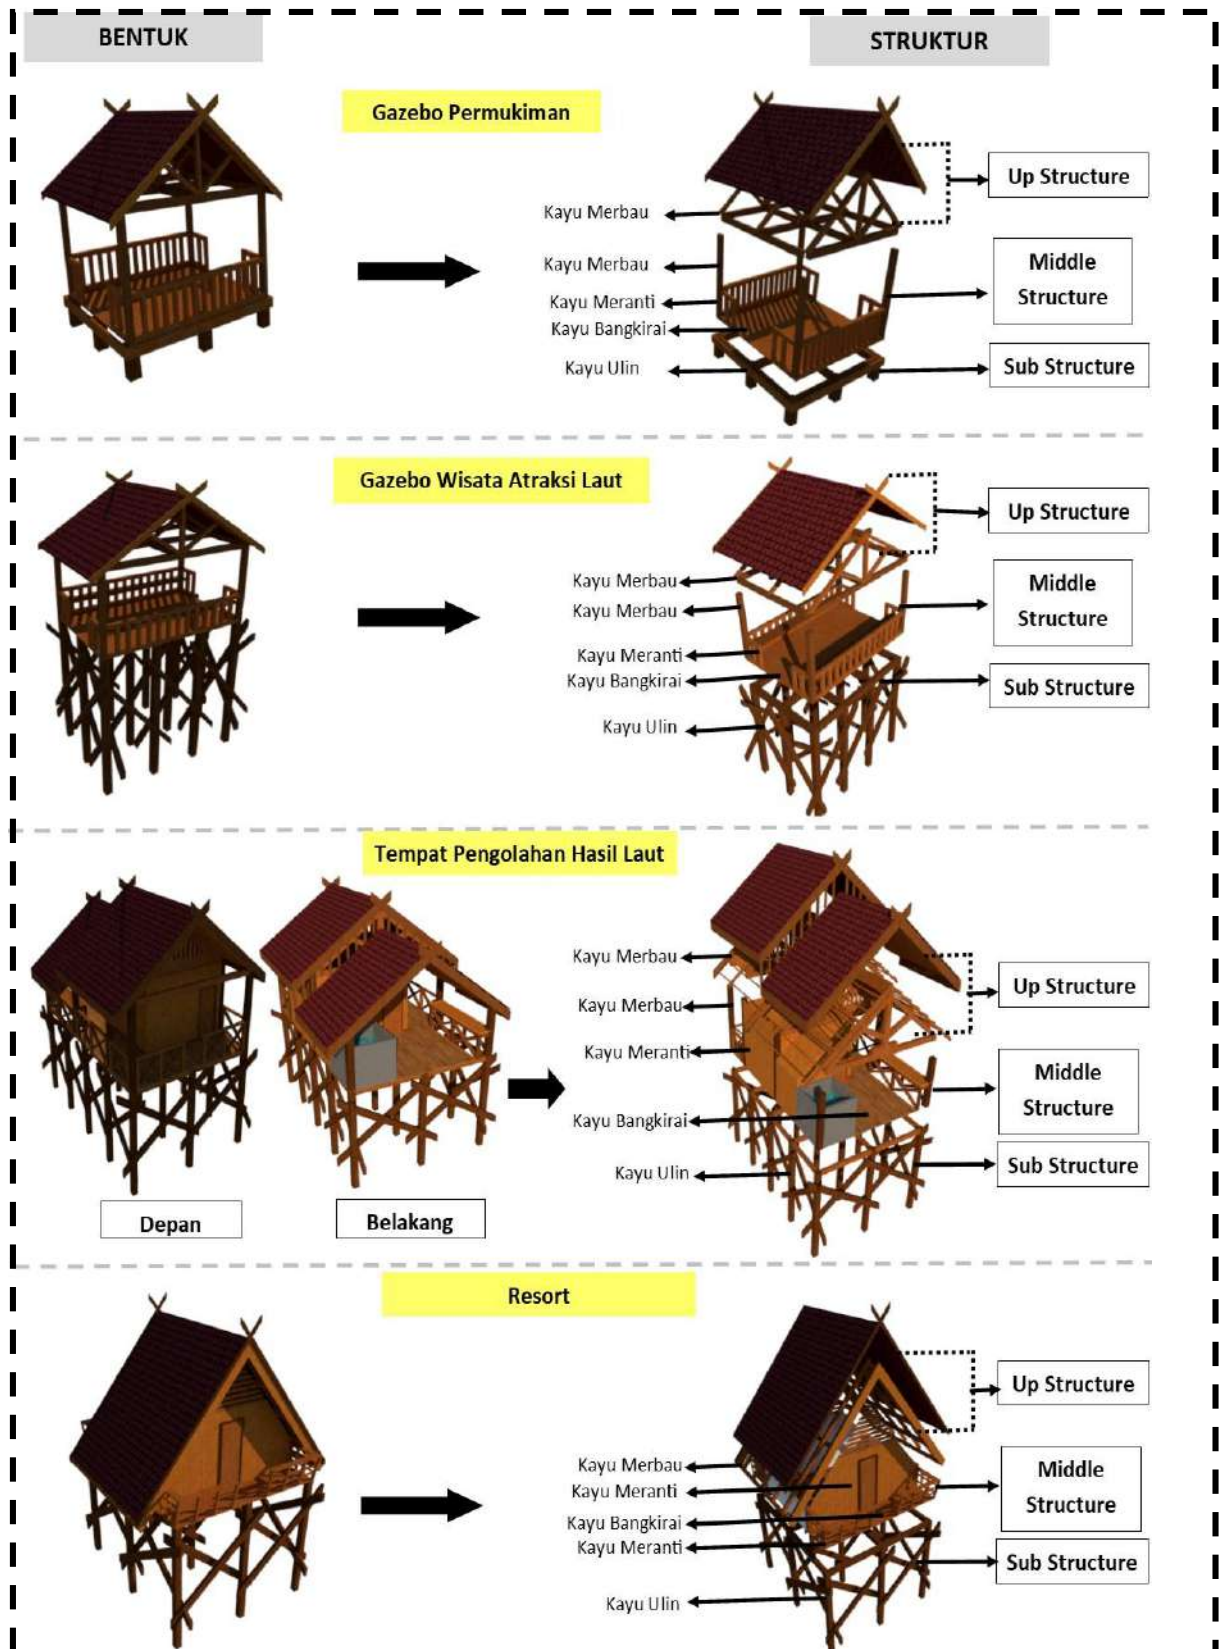 BENTUK
STRUKTUR
Gazebo Permukiman
Kayu Merbau
Kayu Merbau
Kayu Meranti
Kayu Bangkirai
Kayu Ulin
Up Structure
Middle
Structure
Sub Structure
Gazebo Wisata Atraksi Laut
Kayu Merbau
Kayu Merbau
Kayu Meranti
Kayu Bangkirai
Kayu Ulin
Up Structure
Middle
Structure
Sub Structure
Tempat Pengolahan Hasil Laut
Depan
Belakang
Kayu Merbau
Kayu Merbau
Kayu Meranti
Kayu Bangkirai
Kayu Ulin
Up Structure
Middle
Structure
Sub Structure
Resort
Kayu Merbau
Kayu Meranti
Kayu Bangkirai
Kayu Meranti
Kayu Ulin
Up Structure
Middle
Structure
Sub Structure